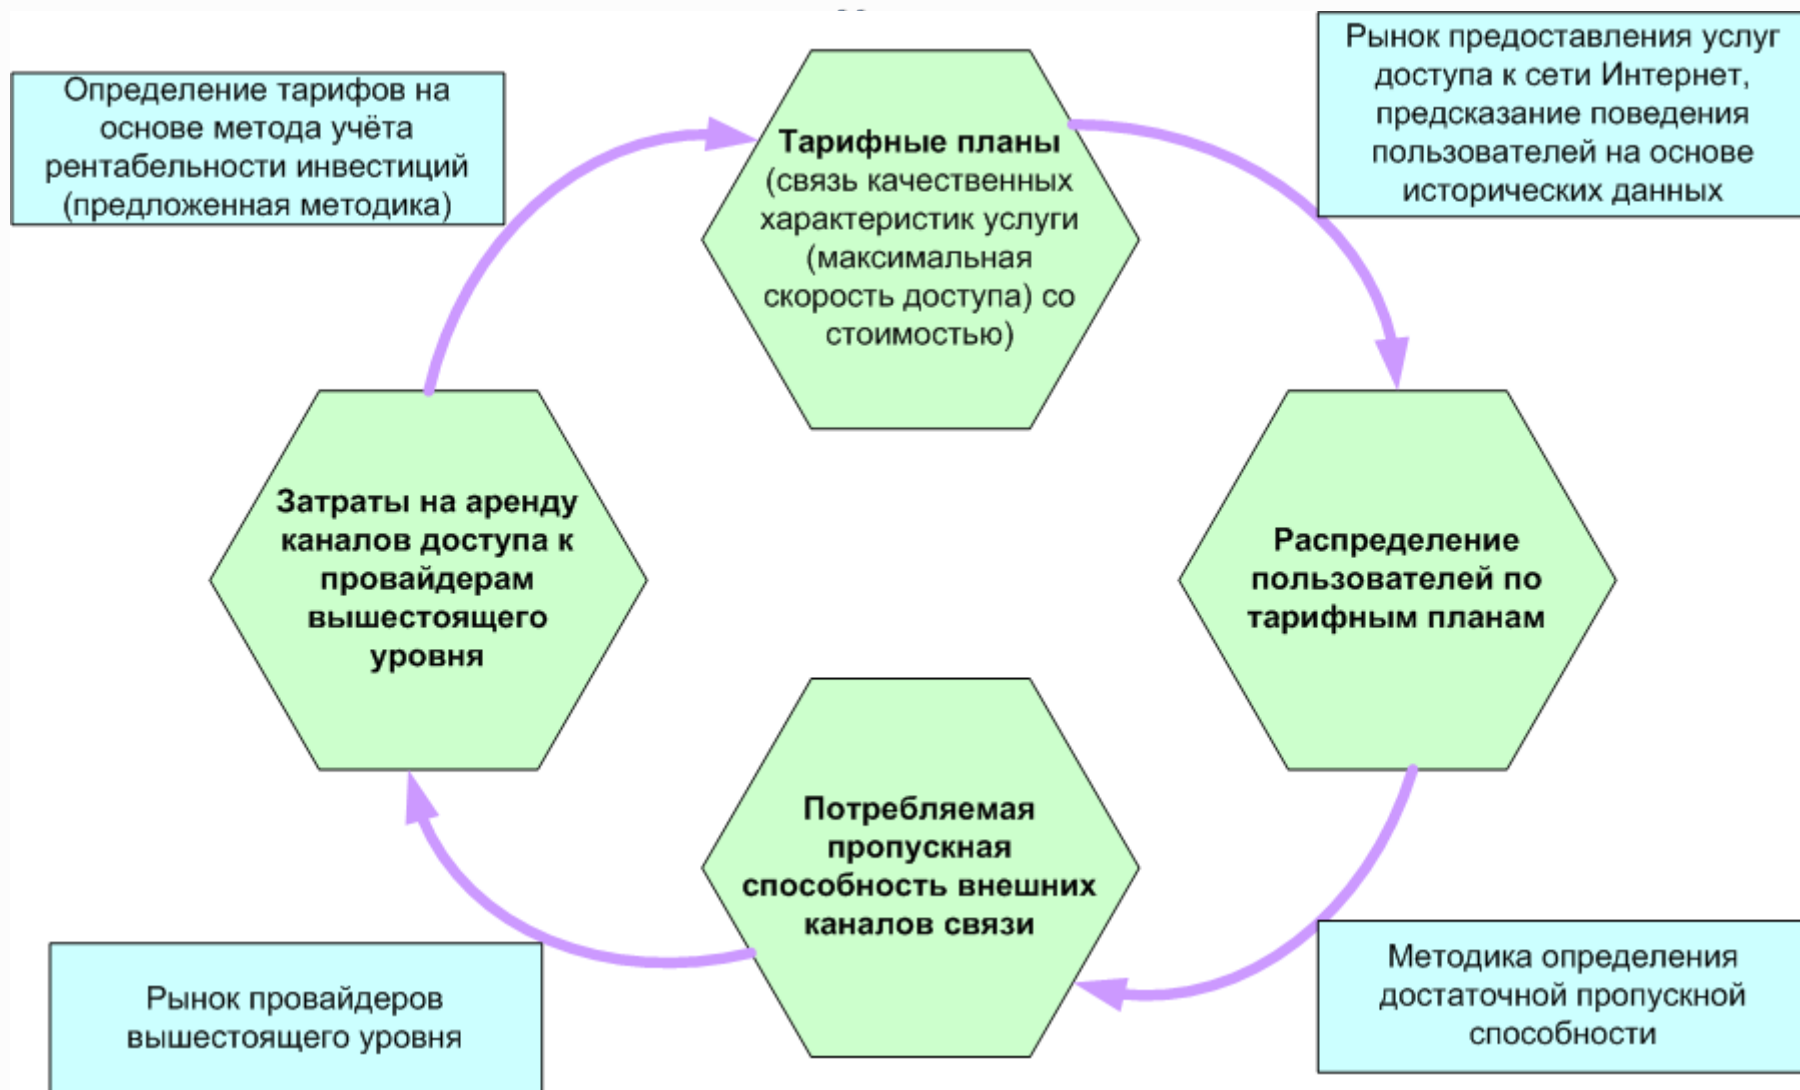 Определение тарифов на
основе метода учёта
рентабельности инвестиций
(предложенная методика)
Тарифные планы
(связь качественных
характеристик услуги
(максимальная
скорость доступа) со
стоимостью)
Рынок предоставления услуг
доступа к сети Интернет,
предсказание поведения
пользователей на основе
исторических данных
Затраты на аренду
каналов доступа к
провайдерам
вышестоящего
уровня
Распределение
пользователей по
тарифным планам
Потребляемая
пропускная
способность внешних
каналов связи
Рынок провайдеров
вышестоящего уровня
Методика определения
достаточной пропускной
способности